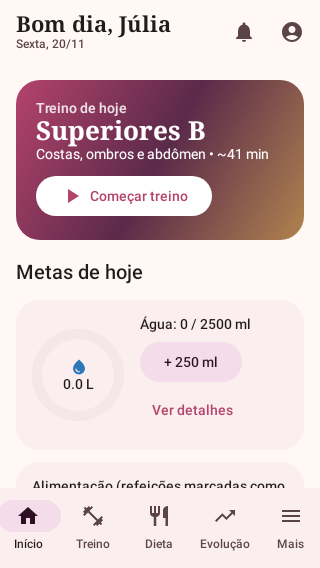 Bom dia, Júlia
Sexta, 20/11
Treino de hoje
Superiores B
Costas, ombros e abdômen • ~41 min
Começar treino
Metas de hoje
Água: 0 / 2500 ml
0.0 L
+ 250 ml
Ver detalhes
Alimentação (refeições marcadas como
Início
Treino
Dieta
Evolução
Mais